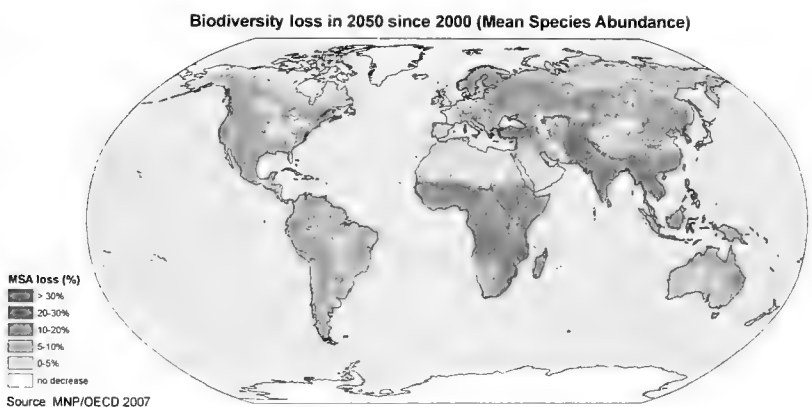 Biodiversity loss in 2050 since 2000 (Mean Species Abundance)
MSA loss (%)
> 30%
20-30%
10-20%
5-10%
0-5%
no decrease
Source MNP/OECD 2007